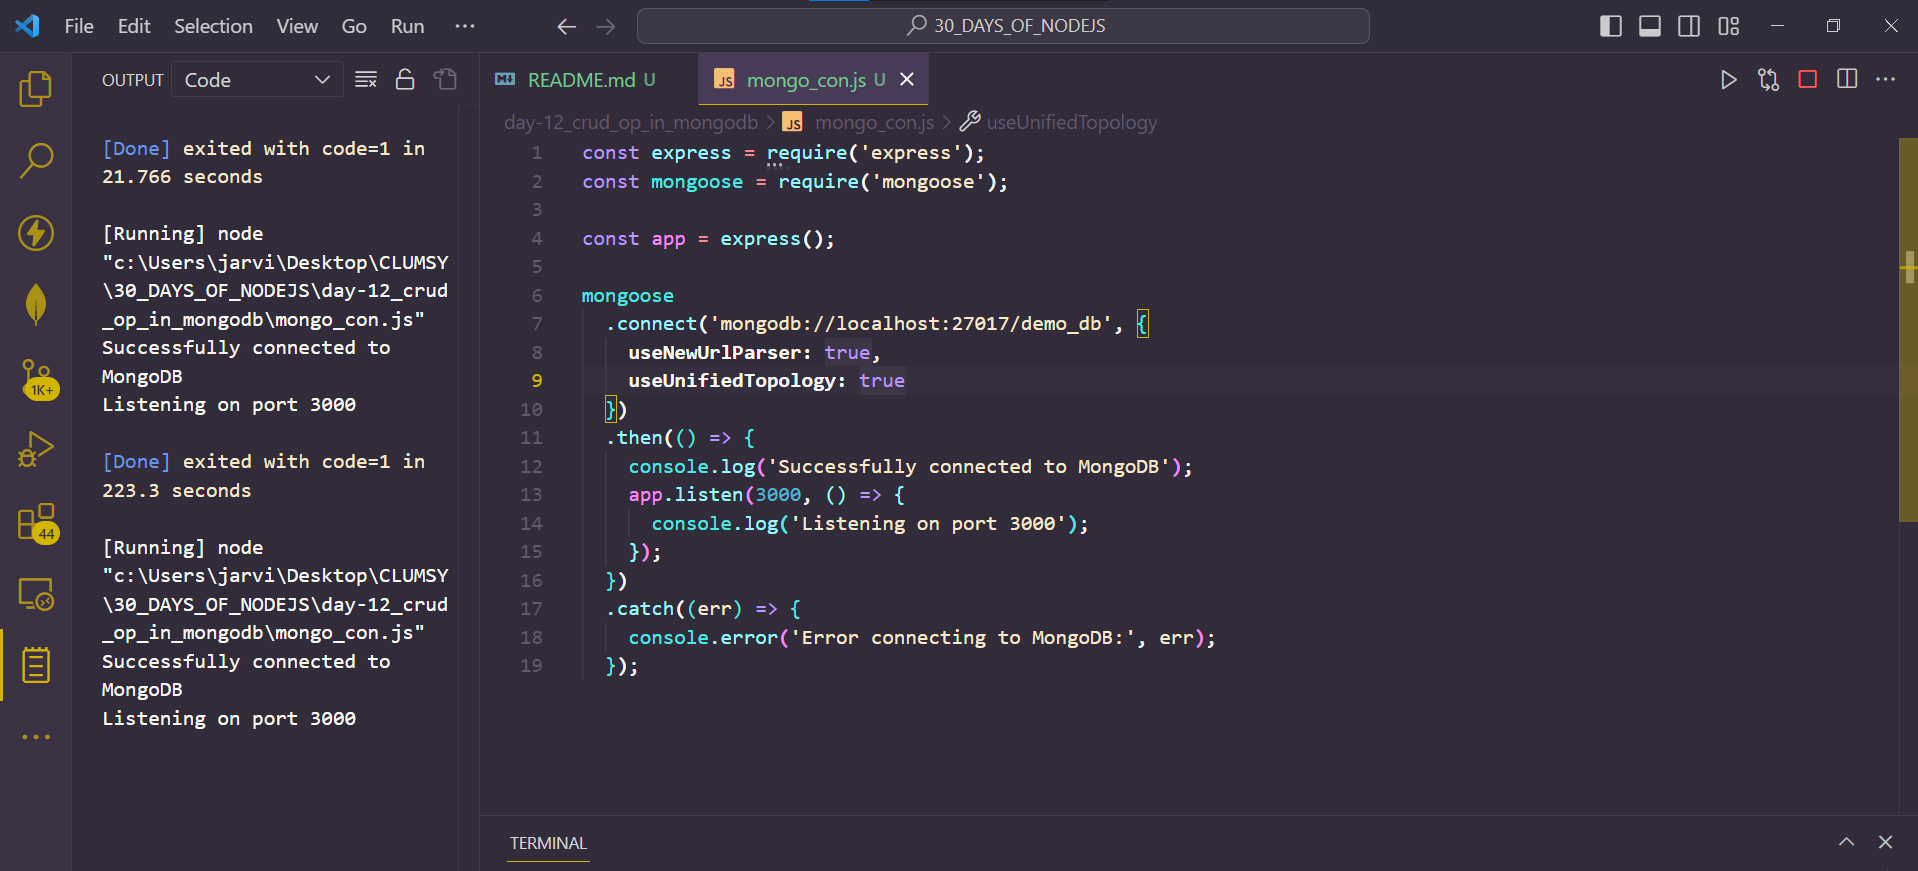 File Edit Selection View Go Run ···
30_DAYS_OF_NODEJS
OUTPUT Code
[Done] exited with code=1 in
21.766 seconds
[Running] node
"c:\Users\jarvi\Desktop\CLUMSY
\30_DAYS_OF_NODEJS\day-12_crud
_op_in_mongodb\mongo_con.js"
Successfully connected to
MongoDB
Listening on port 3000
[Done] exited with code=1 in
223.3 seconds
[Running] node
"c:\Users\jarvi\Desktop\CLUMSY
\30_DAYS_OF_NODEJS\day-12_crud
_op_in_mongodb\mongo_con.js"
Successfully connected to
MongoDB
Listening on port 3000
1K+
44
README.md U
JS mongo_con.js U
day-12_crud_op_in_mongodb > JS mongo_con.js > useUnifiedTopology
1 const express = require('express');
2 const mongoose = require('mongoose');
3
4 const app = express();
5
6 mongoose
7 .connect('mongodb://localhost:27017/demo_db', {
8 useNewUrlParser: true,
9 useUnifiedTopology: true
10 })
11 .then(() => {
12 console.log('Successfully connected to MongoDB');
13 app.listen(3000, () => {
14 console.log('Listening on port 3000');
15 });
16 })
17 .catch((err) => {
18 console.error('Error connecting to MongoDB:', err);
19 });
TERMINAL